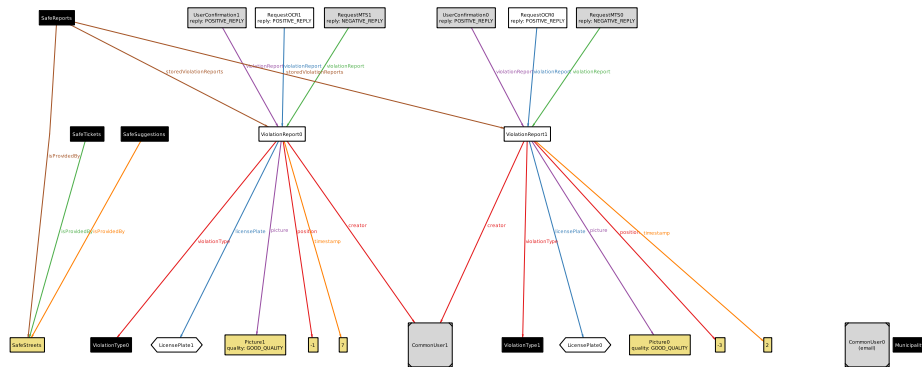 SafeReports
UserConfirmation1
reply: POSITIVE_REPLY
RequestOCR1
reply: POSITIVE_REPLY
RequestMTS1
reply: NEGATIVE_REPLY
UserConfirmation0
reply: POSITIVE_REPLY
RequestOCR0
reply: POSITIVE_REPLY
RequestMTS0
reply: NEGATIVE_REPLY
storedViolationReports
violationReport
violationReport
violationReport
storedViolationReports
violationReport
violationReport
violationReport
SafeTickets
SafeSuggestions
ViolationReport0
ViolationReport1
isProvidedBy
isProvidedBy
isProvidedBy
violationType
licensePlate
picture
position
timestamp
creator
creator
violationType
licensePlate
picture
position
timestamp
SafeStreets
ViolationType0
LicensePlate1
Picture1
quality: GOOD_QUALITY
-1
7
CommonUser1
ViolationType1
LicensePlate0
Picture0
quality: GOOD_QUALITY
-3
2
CommonUser0
(email)